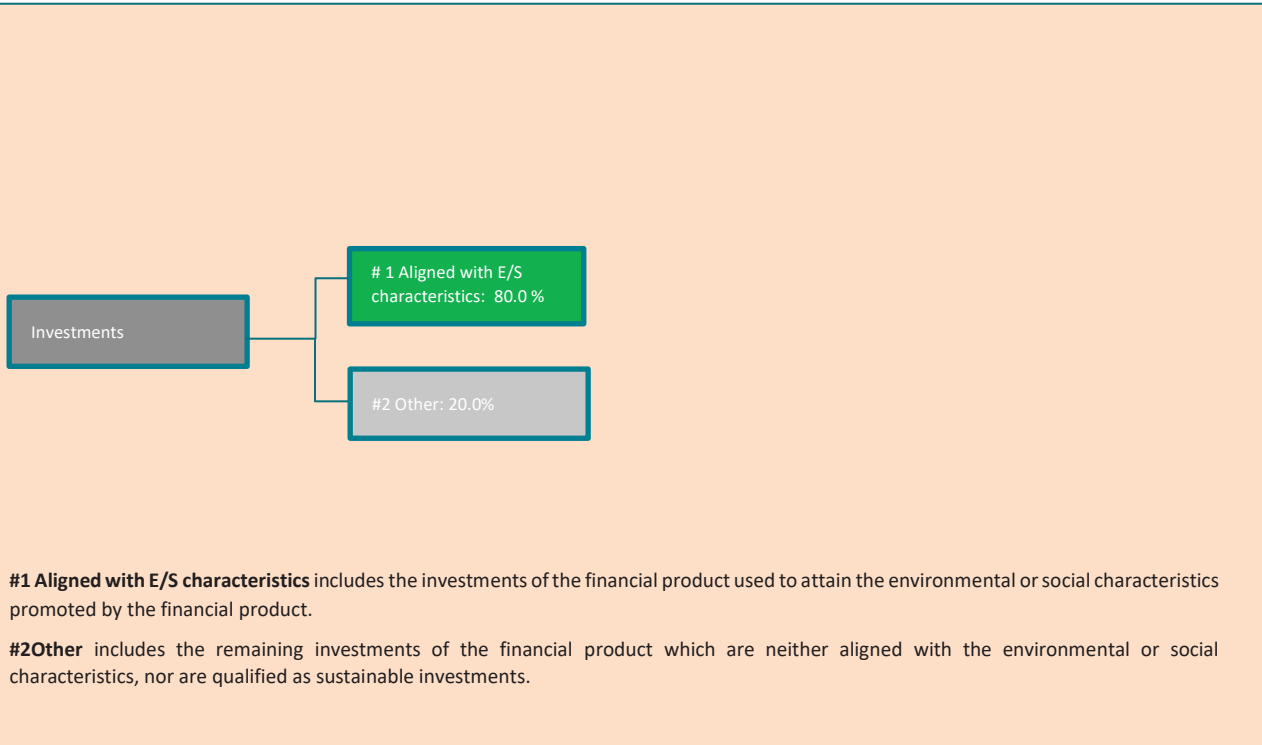 # 1 Aligned with E/S
characteristics: 80.0 %
Investments
#2 Other: 20.0%
#1 Aligned with E/S characteristics includes the investments of the financial product used to attain the environmental or social characteristics
promoted by the financial product.
#2Other includes the remaining investments of the financial product which are neither aligned with the environmental or social
characteristics, nor are qualified as sustainable investments.